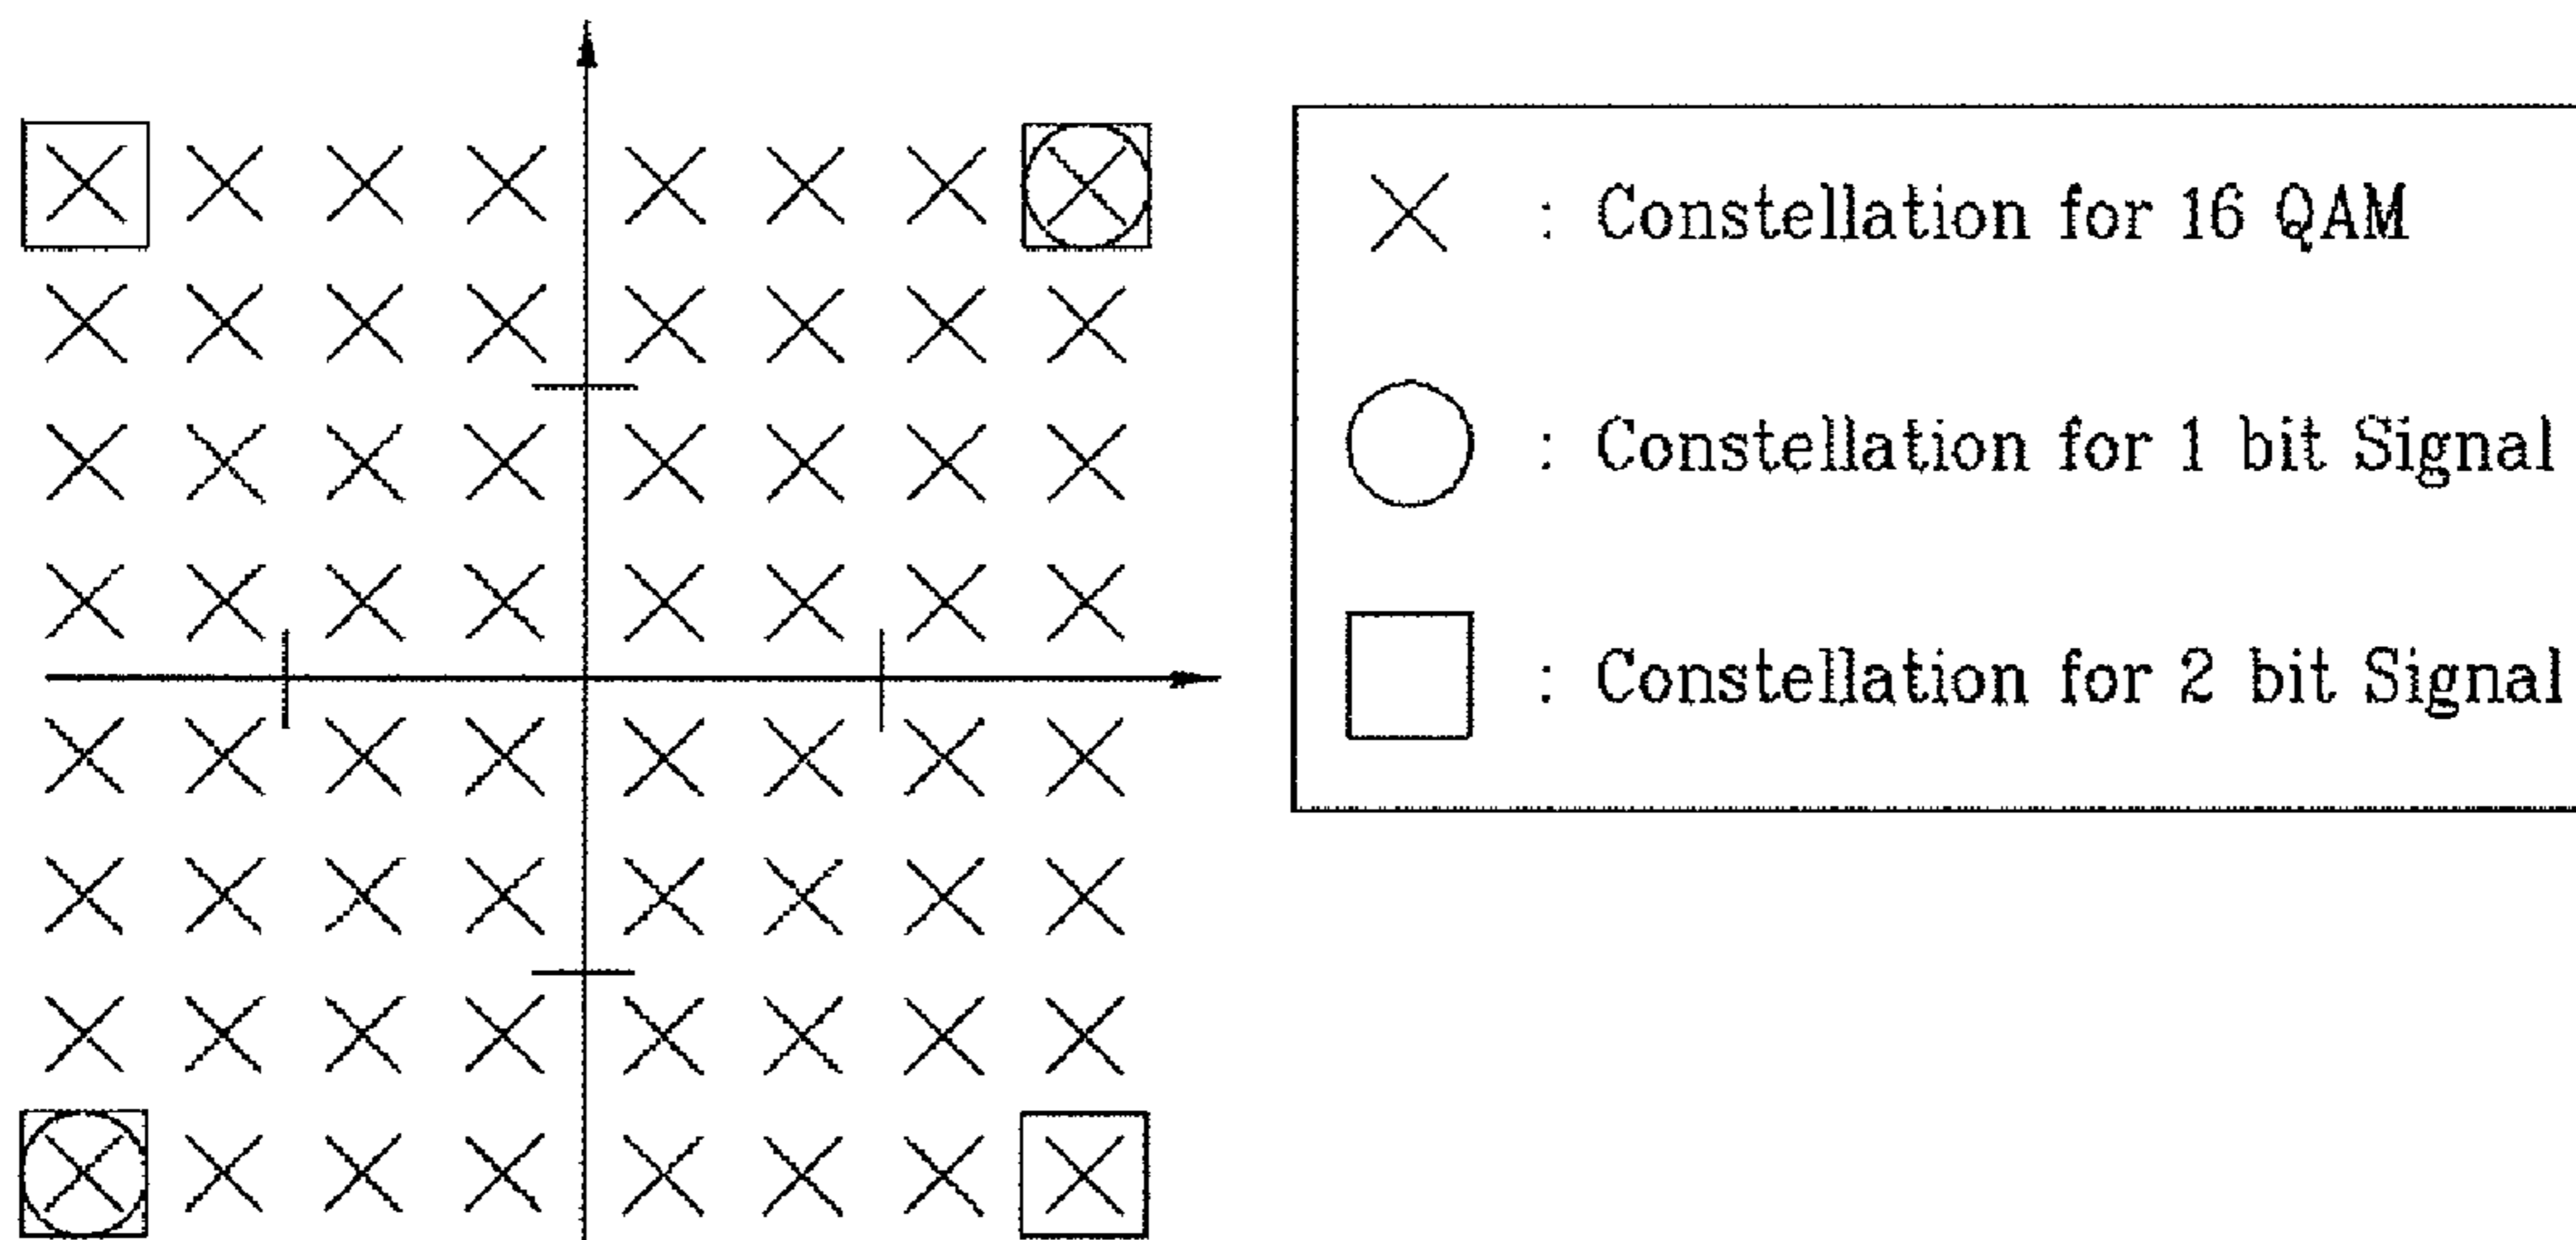 : Constellation for 16 QAM
: Constellation for 1 bit Signal
: Constellation for 2 bit Signal